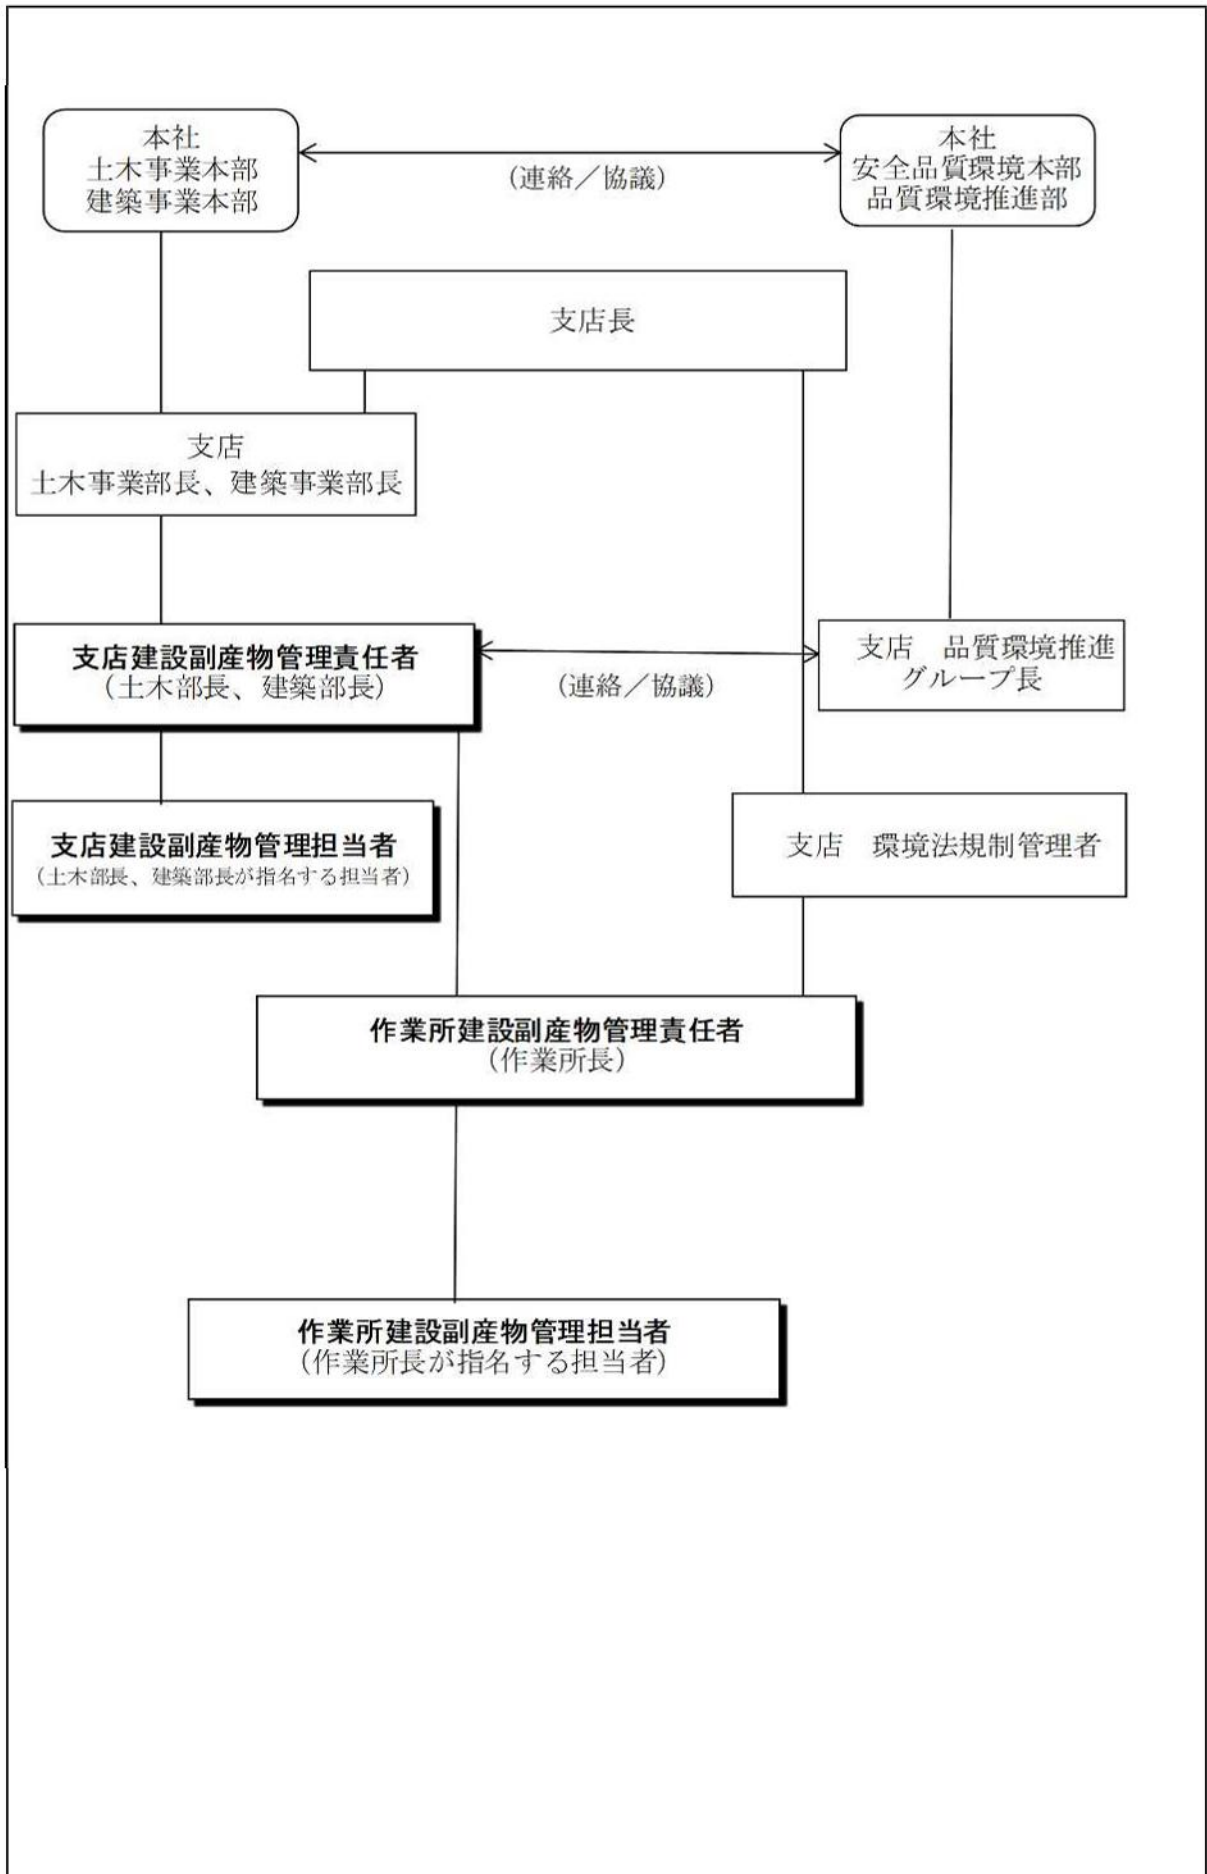 本社
土木事業本部
建築事業本部
(連絡／協議)
本社
安全品質環境本部
品質環境推進部
支店長
支店
土木事業部長、建築事業部長
支店建設副産物管理責任者
(土木部長、建築部長)
(連絡／協議)
支店　品質環境推進
グループ長
支店建設副産物管理担当者
(土木部長、建築部長が指名する担当者)
支店　環境法規制管理者
作業所建設副産物管理責任者
(作業所長)
作業所建設副産物管理担当者
(作業所長が指名する担当者)